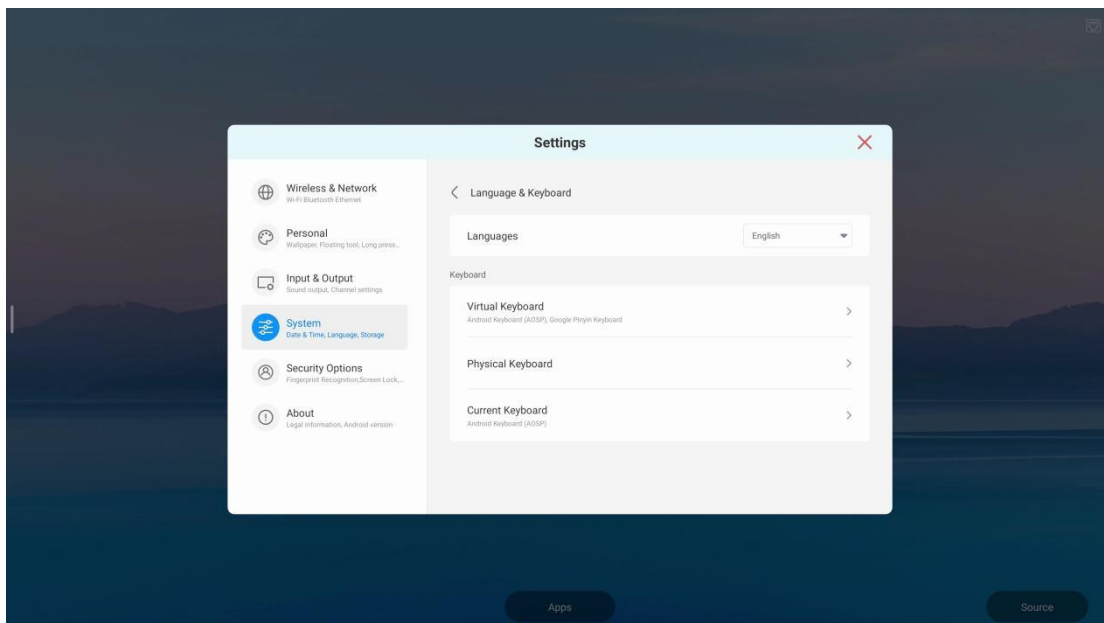 Settings
Wireless & Network
Wi-Fi Bluetooth Ethernet
Personal
Wallpaper, Floating tool, Long press...
Input & Output
Sound output, Channel settings
System
Date & Time, Language, Storage
Security Options
Fingerprint Recognition,Screen Lock,...
About
Legal information, Android version
Language & Keyboard
Languages
English
Keyboard
Virtual Keyboard
Android Keyboard (AOSP), Google Pinyin Keyboard
Physical Keyboard
Current Keyboard
Android Keyboard (AOSP)
Apps
Source